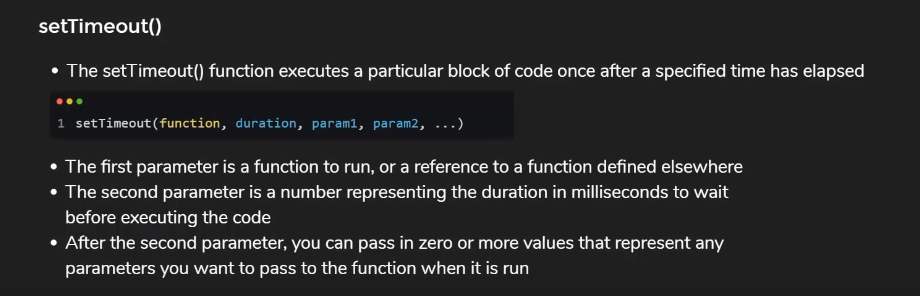 setTimeout()
• The setTimeout() function executes a particular block of code once after a specified time has elapsed
1 setTimeout(function, duration, param1, param2, ...)
• The first parameter is a function to run, or a reference to a function defined elsewhere
• The second parameter is a number representing the duration in milliseconds to wait
before executing the code
• After the second parameter, you can pass in zero or more values that represent any
parameters you want to pass to the function when it is run